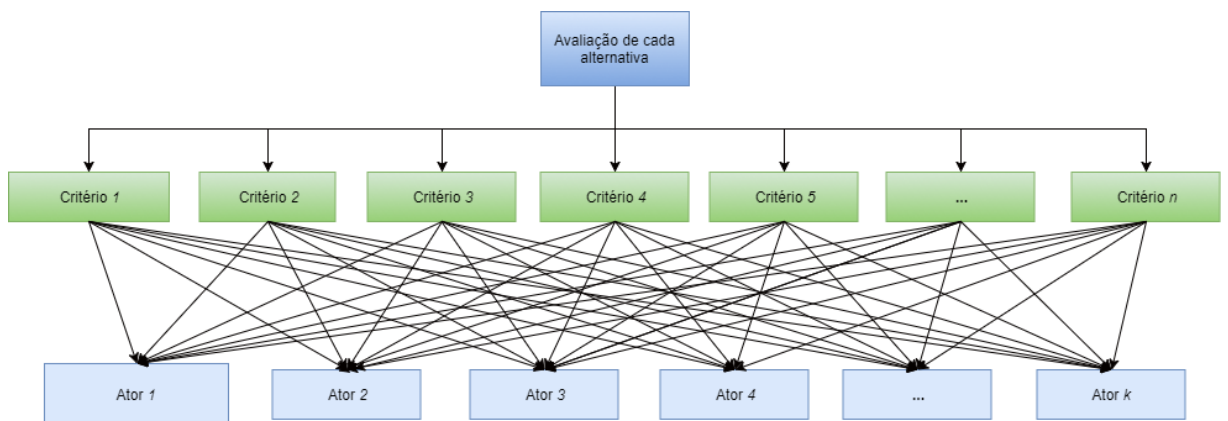 Avaliação de cada
alternativa
Critério 1
Critério 2
Critério 3
Critério 4
Critério 5
...
Critério n
Ator 1
Ator 2
Ator 3
Ator 4
...
Ator k